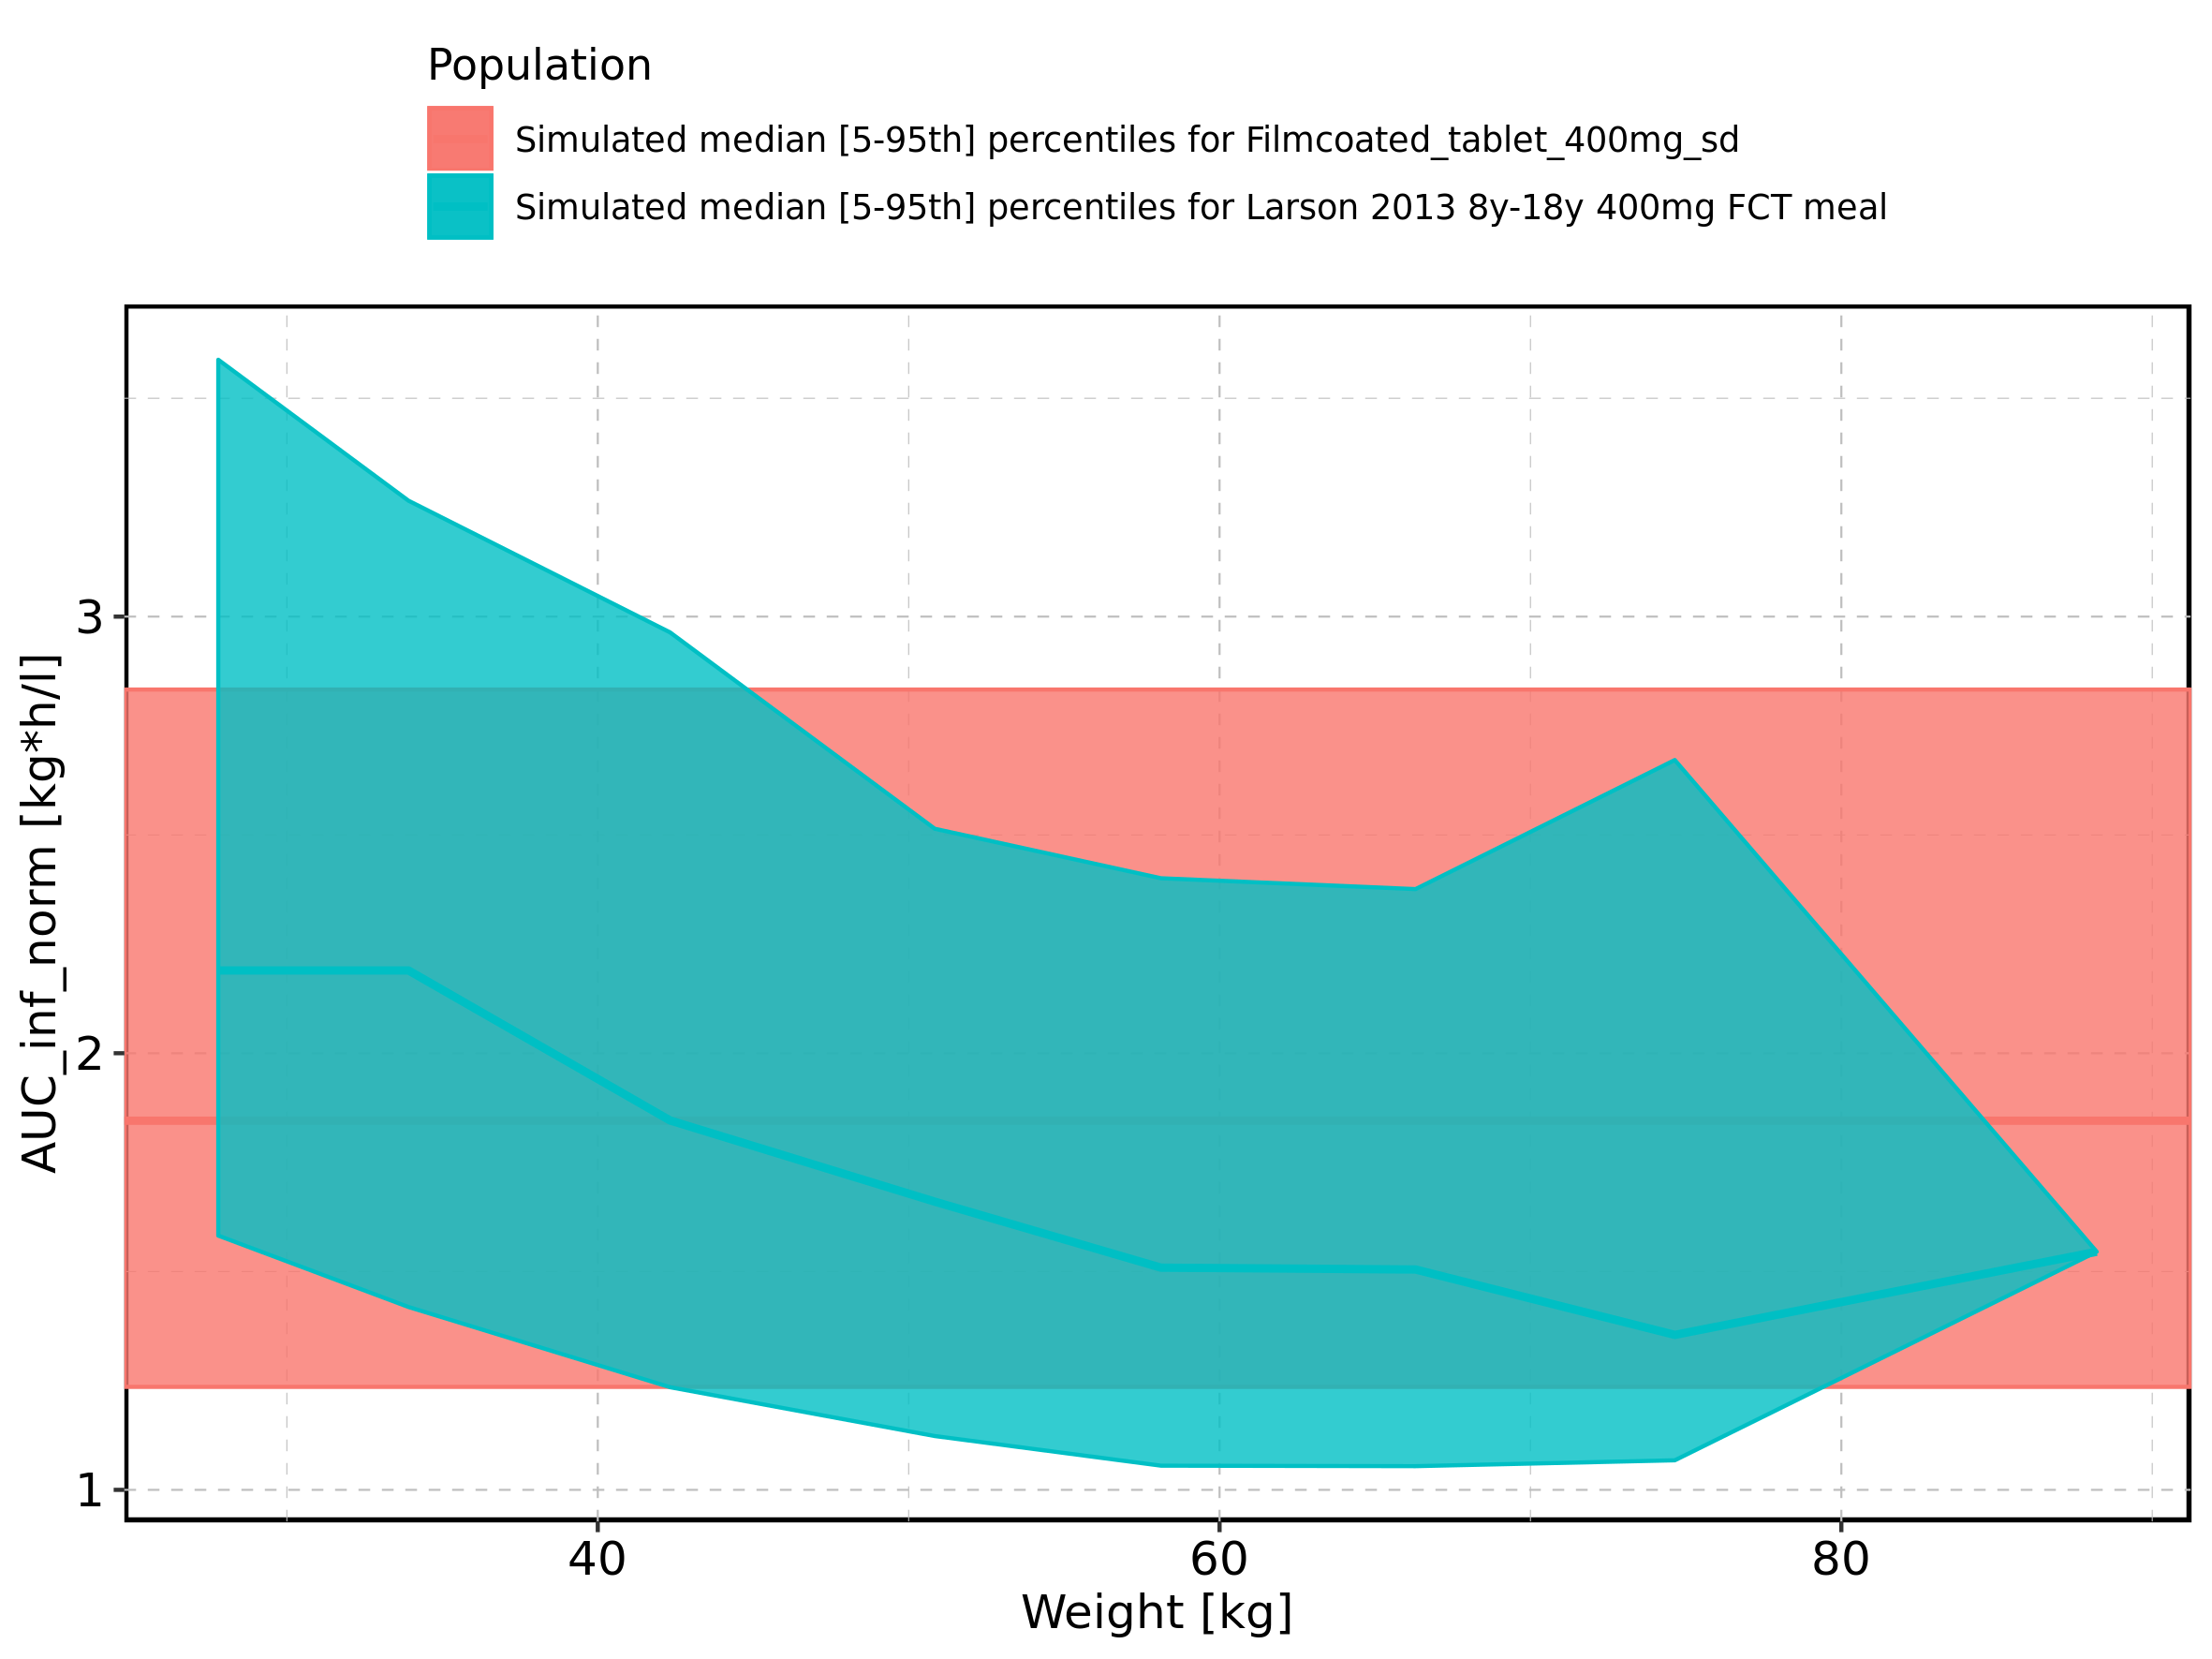 Population
Simulated median [5-95th] percentiles for Filmcoated_tablet_400mg_sd
Simulated median [5-95th] percentiles for Larson 2013 8y-18y 400mg FCT meal
AUC_inf_norm [kg*h/l]
3
2
1
40 60 80
Weight [kg]